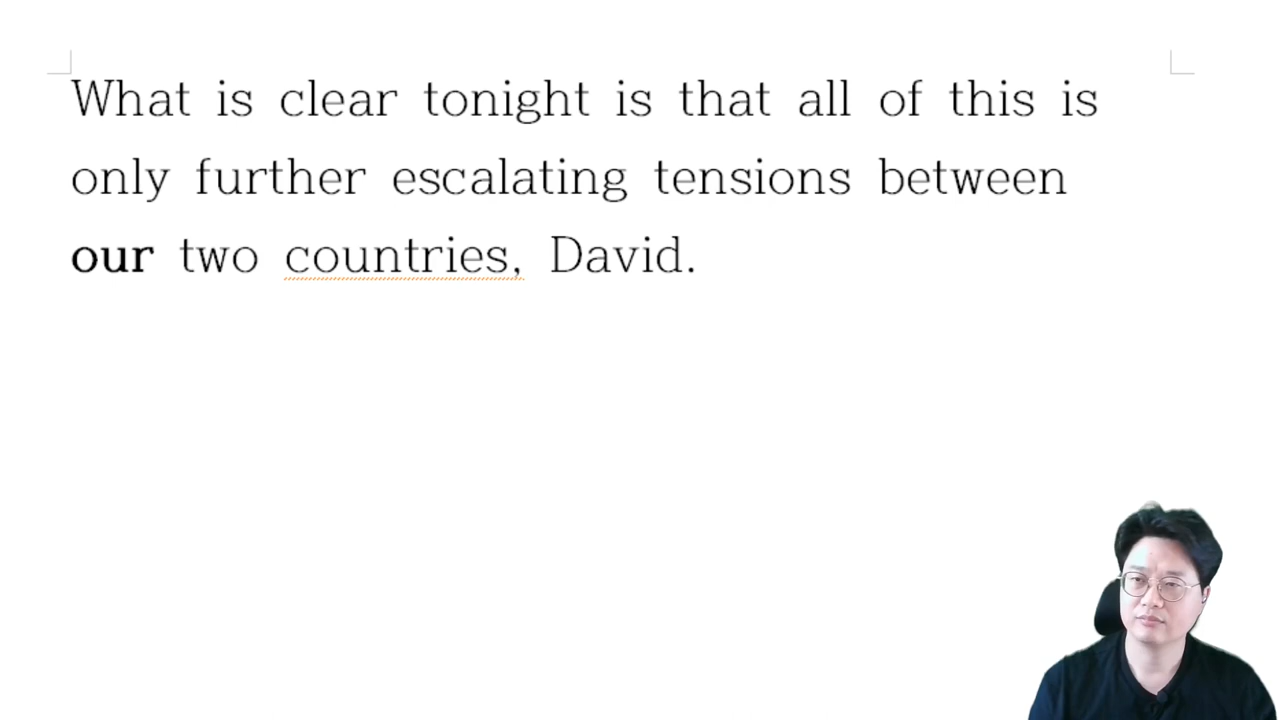 What is clear tonight is that all of this is
only further escalating tensions between
our two countries, David.